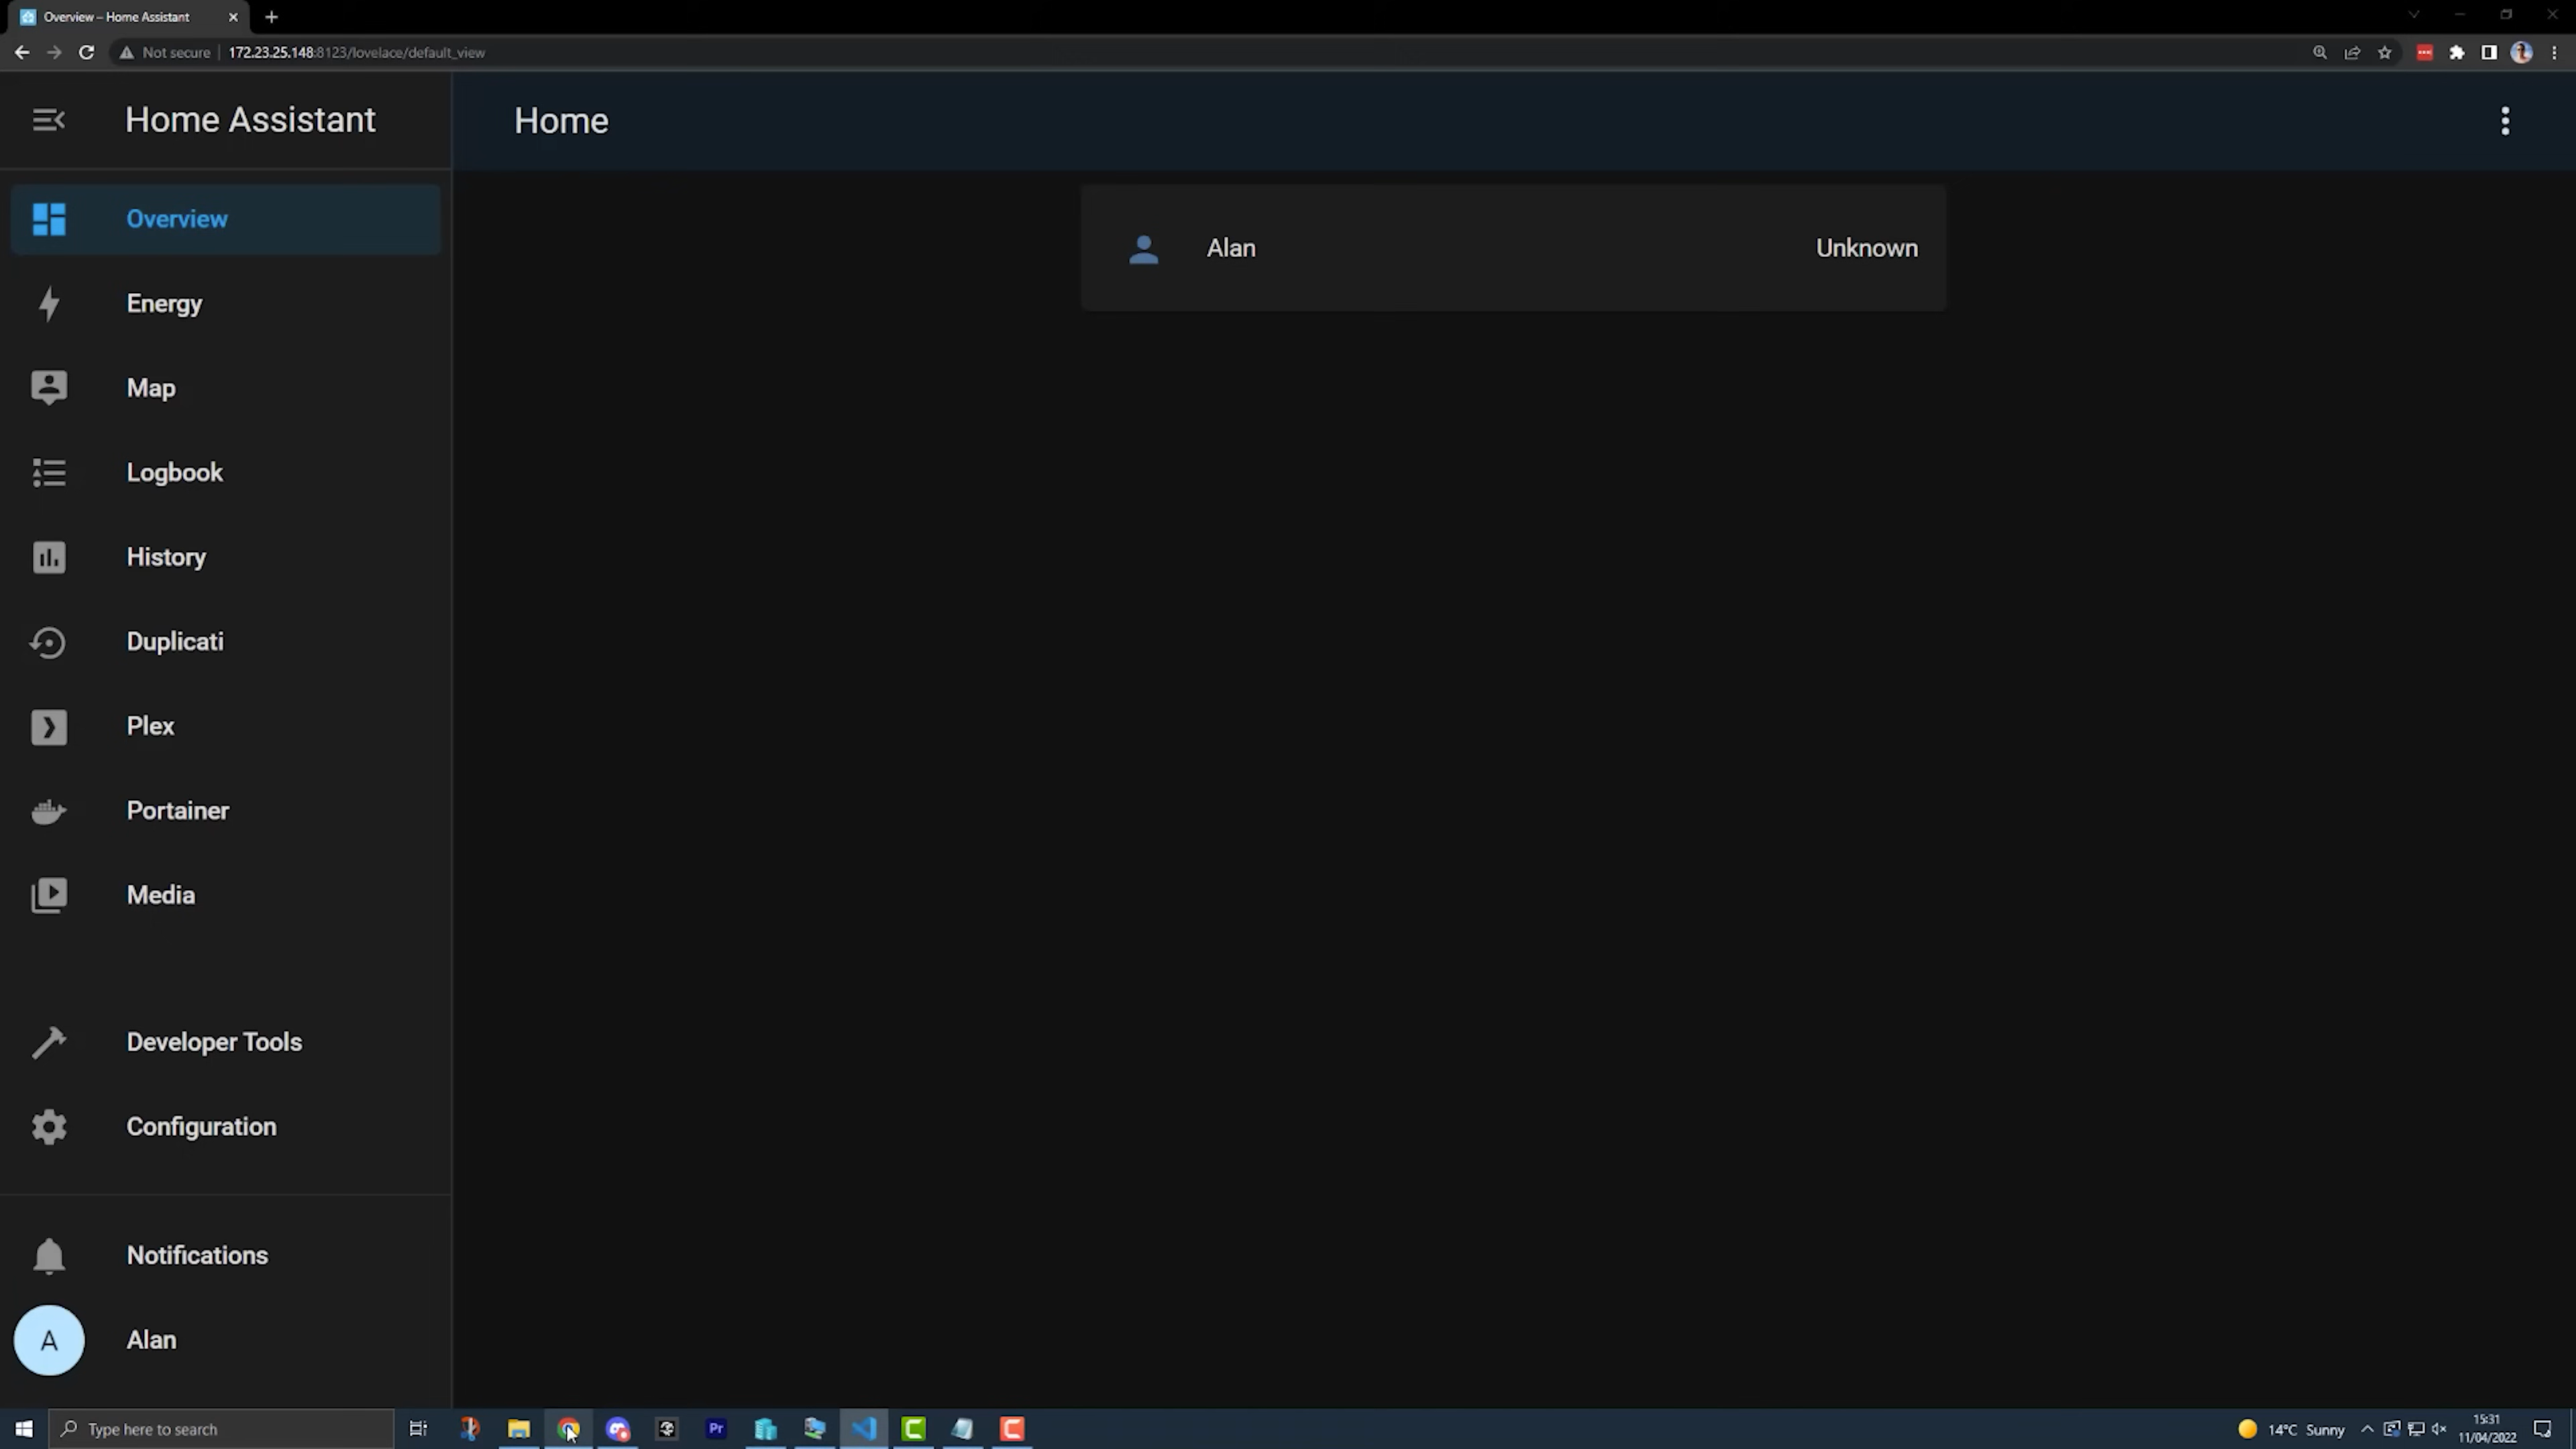 Overview – Home Assistant
Not secure
172.23.25.148:8123/lovelace/default_view
Home Assistant
Home
Overview
Alan
Unknown
Energy
Map
Logbook
History
Duplicati
Plex
Portainer
Media
Developer Tools
Configuration
Notifications
A
Alan
Type here to search
Pr
14°C Sunny
15:31
11/04/2022